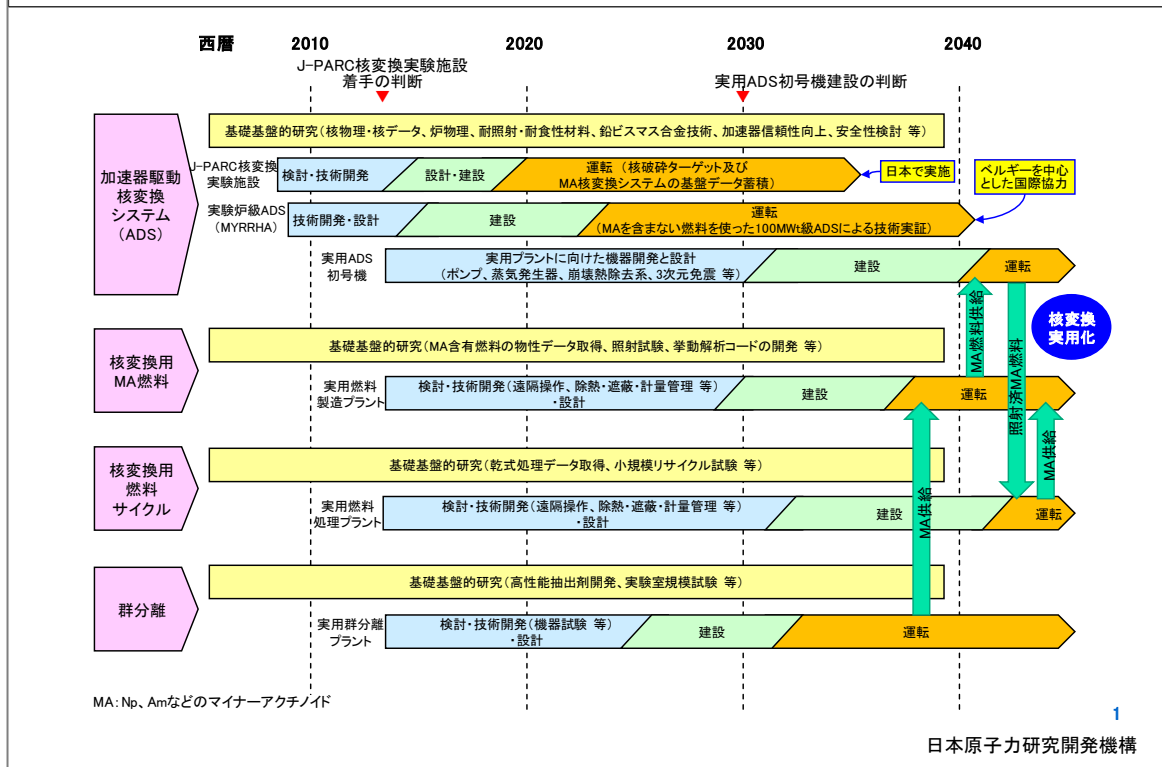 西暦
2010
2020
2030
2040
J-PARC核変換実験施設
着手の判断
実用ADS初号機建設の判断
加速器駆動
核変換
システム
(ADS)
基礎基盤的研究(核物理・核データ、炉物理、耐照射・耐食性材料、鉛ビスマス合金技術、加速器信頼性向上、安全性検討 等)
J-PARC核変換
実験施設
検討・技術開発
設計・建設
運転 (核破砕ターゲット及び
MA核変換システムの基盤データ蓄積)
日本で実施
ベルギーを中心
とした国際協力
実験炉級ADS
(MYRRHA)
技術開発・設計
建設
運転
(MAを含まない燃料を使った100MWt級ADSによる技術実証)
実用ADS
初号機
実用プラントに向けた機器開発と設計
(ポンプ、蒸気発生器、崩壊熱除去系、3次元免震 等)
建設
運転
MA燃料供給
照射済MA燃料
核変換
実用化
核変換用
MA燃料
基礎基盤的研究(MA含有燃料の物性データ取得、照射試験、挙動解析コードの開発 等)
実用燃料
製造プラント
検討・技術開発(遠隔操作、除熱・遮蔽・計量管理 等)
・設計
建設
運転
MA供給
MA供給
核変換用
燃料
サイクル
基礎基盤的研究(乾式処理データ取得、小規模リサイクル試験 等)
実用燃料
処理プラント
検討・技術開発(遠隔操作、除熱・遮蔽・計量管理 等)
・設計
建設
運転
群分離
基礎基盤的研究(高性能抽出剤開発、実験室規模試験 等)
実用群分離
プラント
検討・技術開発(機器試験 等)
・設計
建設
運転
MA:Np、Amなどのマイナーアクチノイド
1
日本原子力研究開発機構